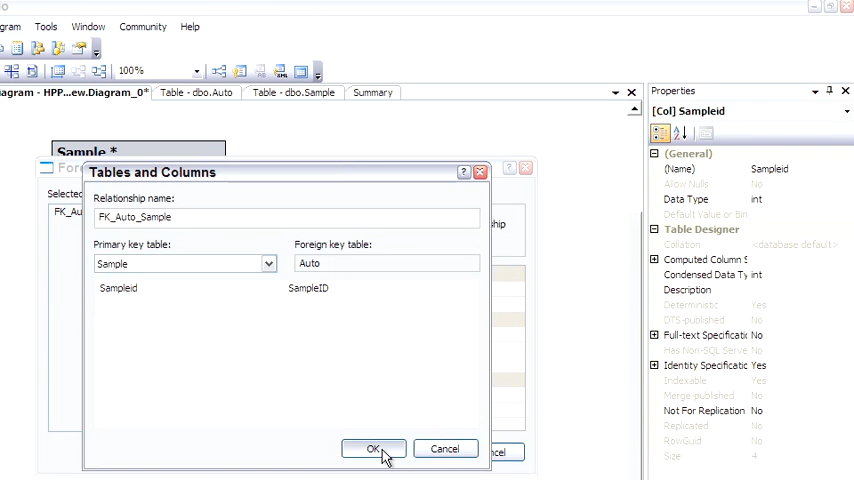 gram Tools Window Community Help
100%
iagram - HPP...ew.Diagram_0* Table - dbo.Auto Table - dbo.Sample Summary
Properties
[Col] Sampleid
(General)
(Name) Sampleid
Allow Nulls No
Data Type int
Default Value or Bin
Table Designer
Collation <database default>
Computed Column S
Condensed Data Ty int
Description
Deterministic Yes
DTS-published No
Full-text Specificatio No
Has Non-SQL Serve No
Identity Specificatio Yes
Indexable Yes
Merge-published No
Not For Replication No
Replicated No
RowGuid No
Size 4
Sample *
Fore
Selected
FK_Au
ship
Tables and Columns
Relationship name:
FK_Auto_Sample
Primary key table: Foreign key table:
Sample Auto
Sampleid SampleID
OK Cancel
ncel